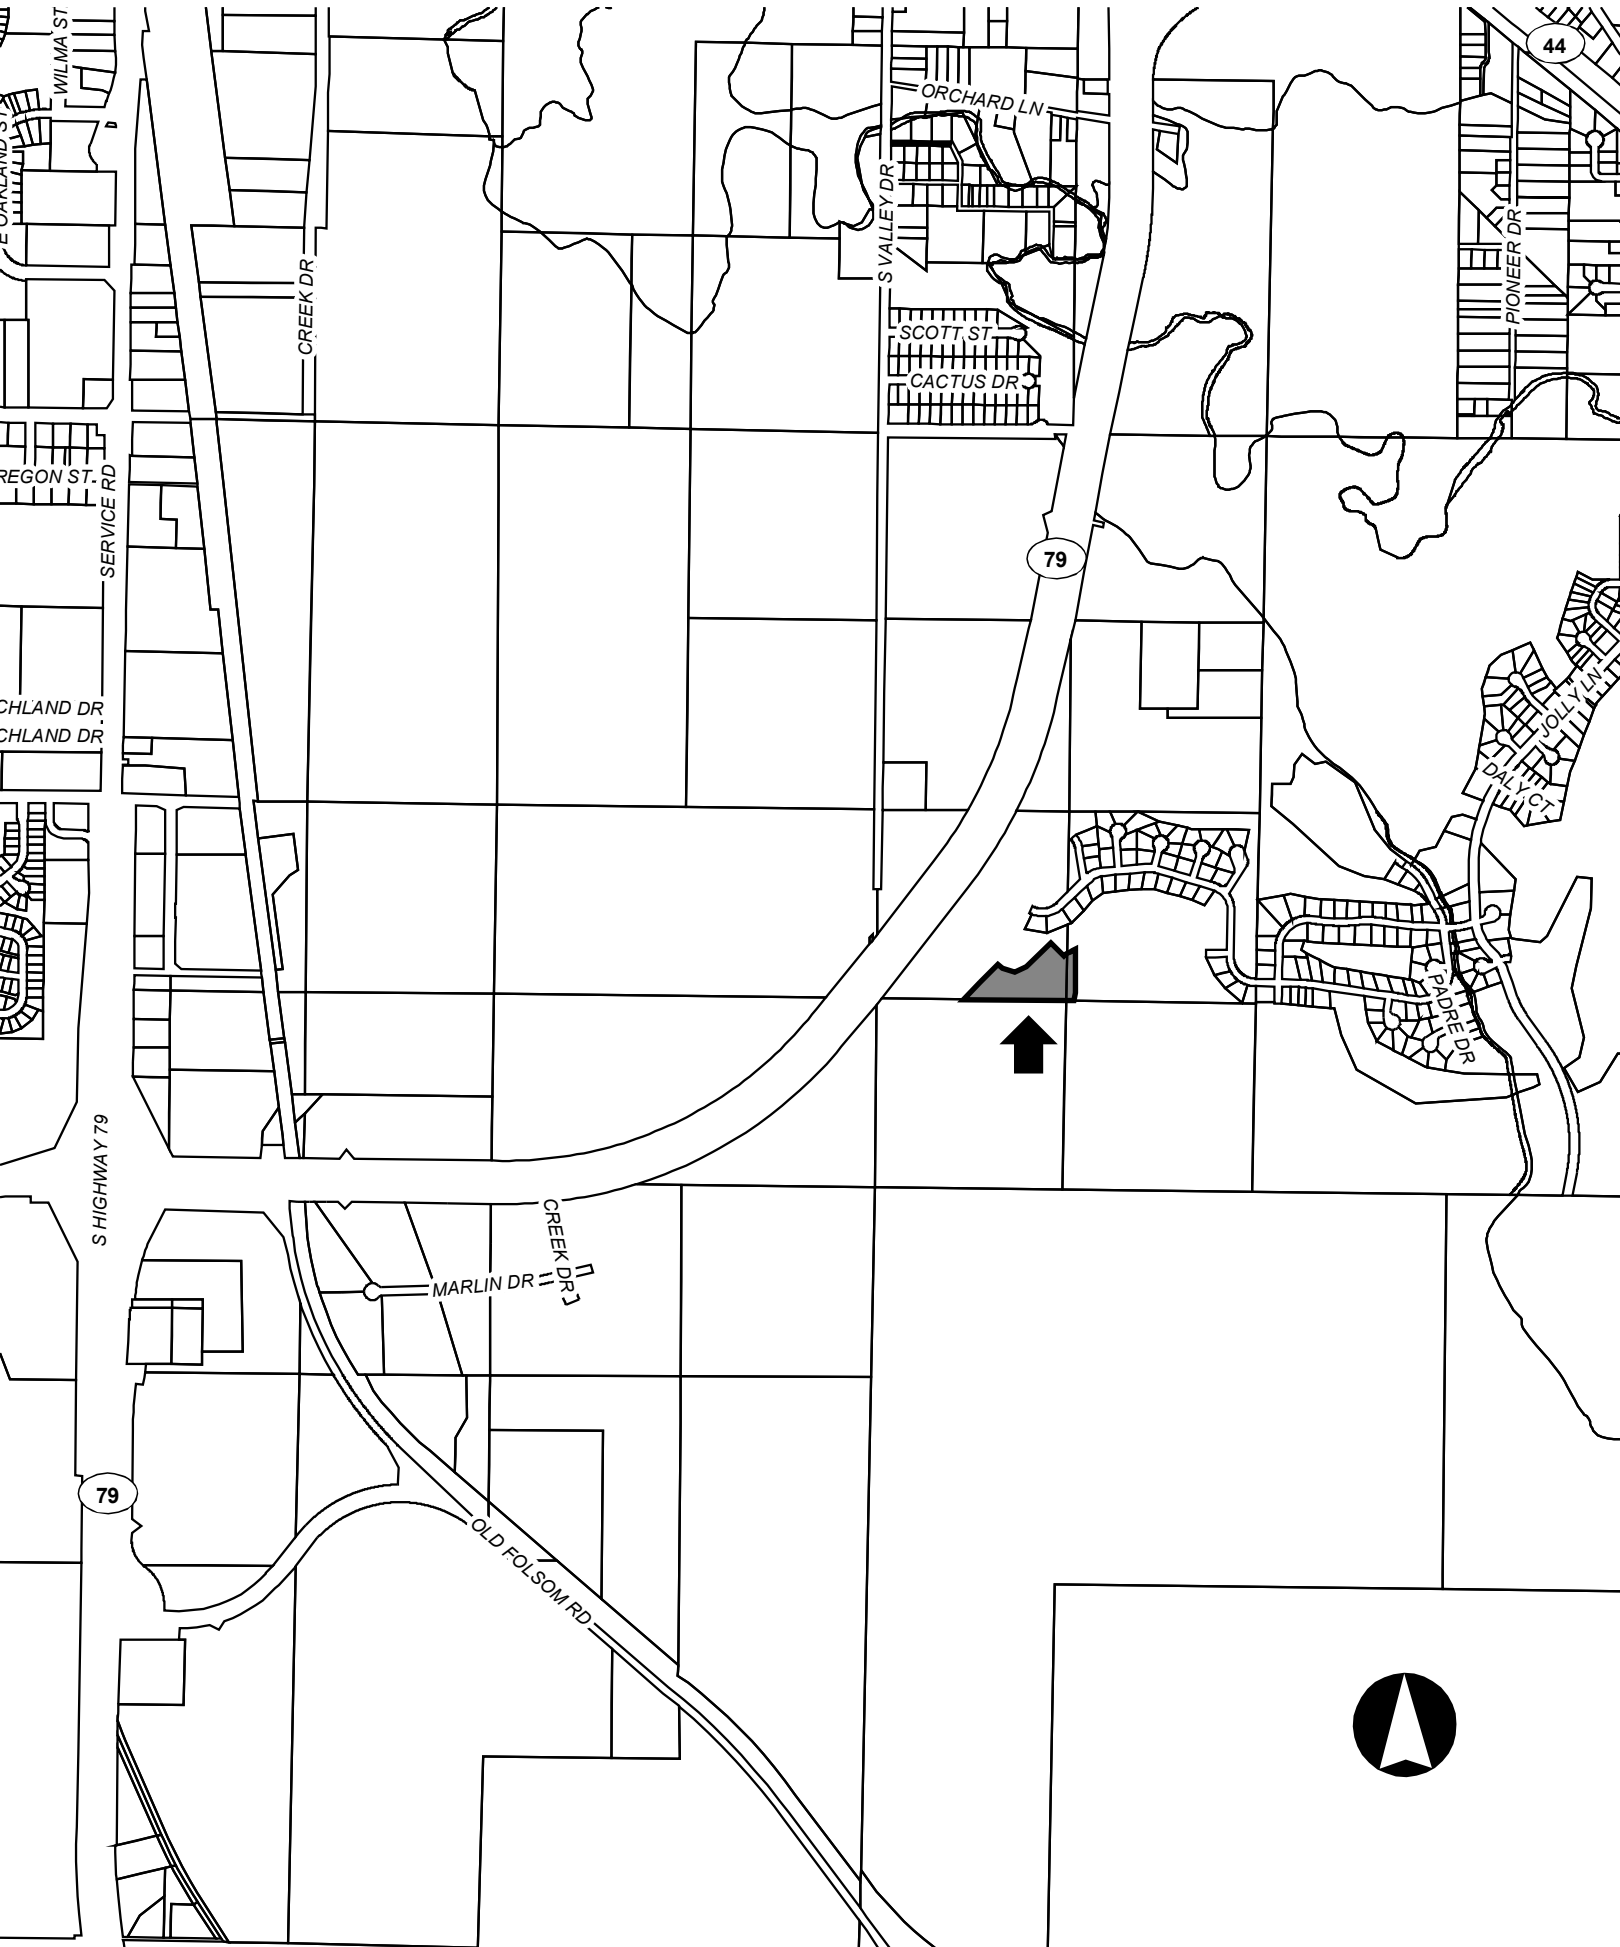 WILMA ST
44
ORCHARD LN
E OAKLAND ST
S VALLEY DR
PIONEER DR
CREEK DR
SCOTT ST
CACTUS DR
REGON ST
S SERVICE RD
79
CHLAND DR
CHLAND DR
JOLLY LN
DALY CT
PADRE DR
S HIGHWAY 79
CREEK DR
MARLIN DR
79
OLD FOLSOM RD